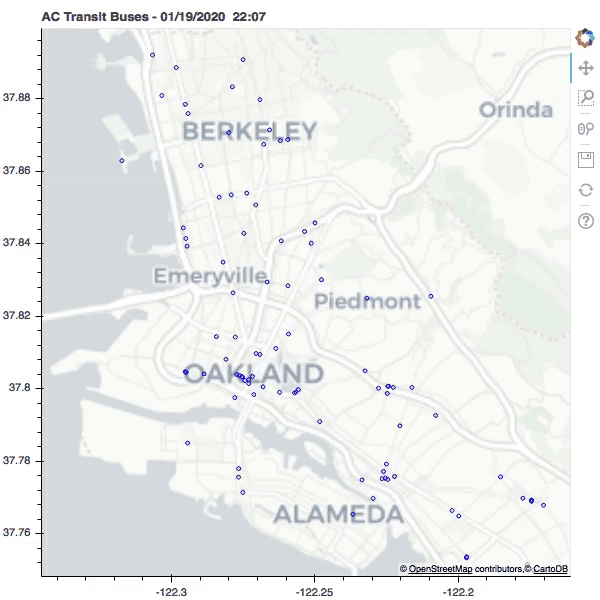 AC Transit Buses - 01/19/2020 22:07
37.88
Orinda
BERKELEY
37.86
37.84
Emeryville
Piedmont
37.82
OAKLAND
37.8
37.78
ALAMEDA
37.76
© OpenStreetMap contributors,© CartoDB
-122.3
-122.25
-122.2